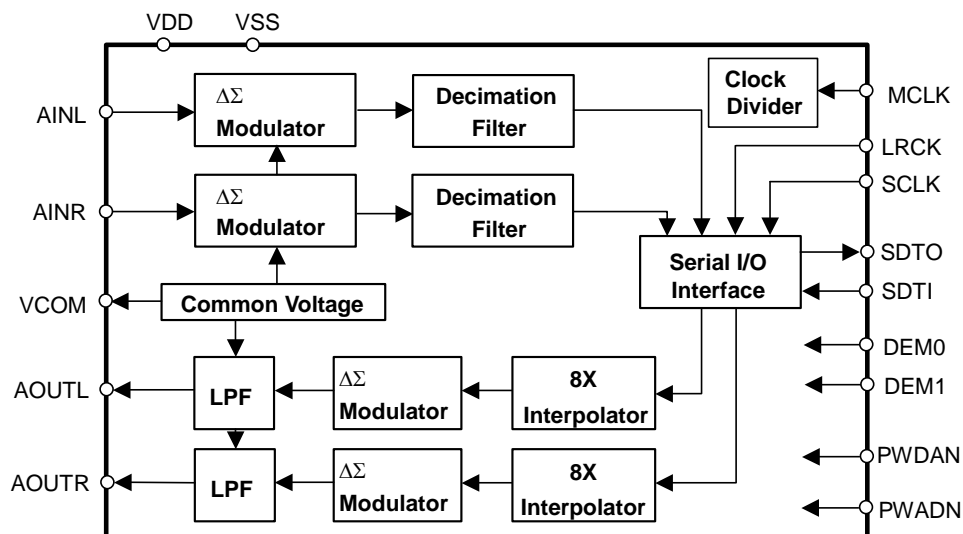 VDD
VSS
AINL
ΔΣ
Modulator
Decimation
Filter
Clock
Divider
MCLK
LRCK
SCLK
AINR
ΔΣ
Modulator
Decimation
Filter
Serial I/O
Interface
SDTO
SDTI
VCOM
Common Voltage
DEM0
DEM1
AOUTL
LPF
ΔΣ
Modulator
8X
Interpolator
PWDAN
PWADN
AOUTR
LPF
ΔΣ
Modulator
8X
Interpolator